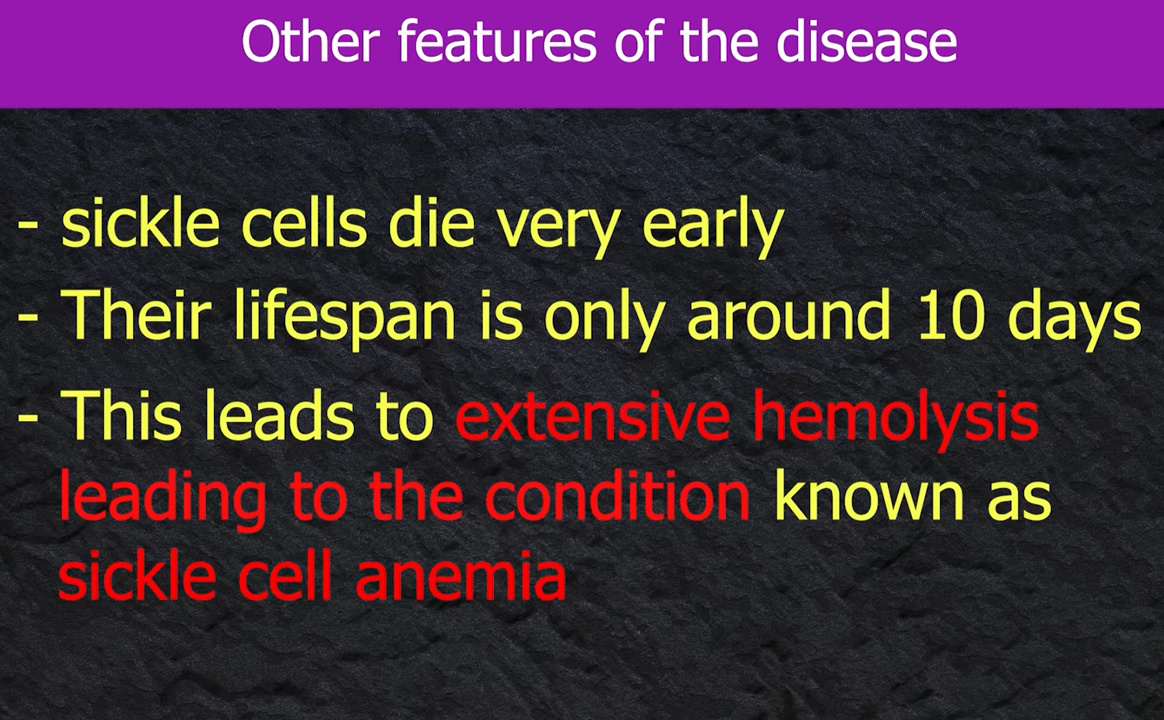 Other features of the disease
- sickle cells die very early
- Their lifespan is only around 10 days
- This leads to extensive hemolysis
leading to the condition known as
sickle cell anemia